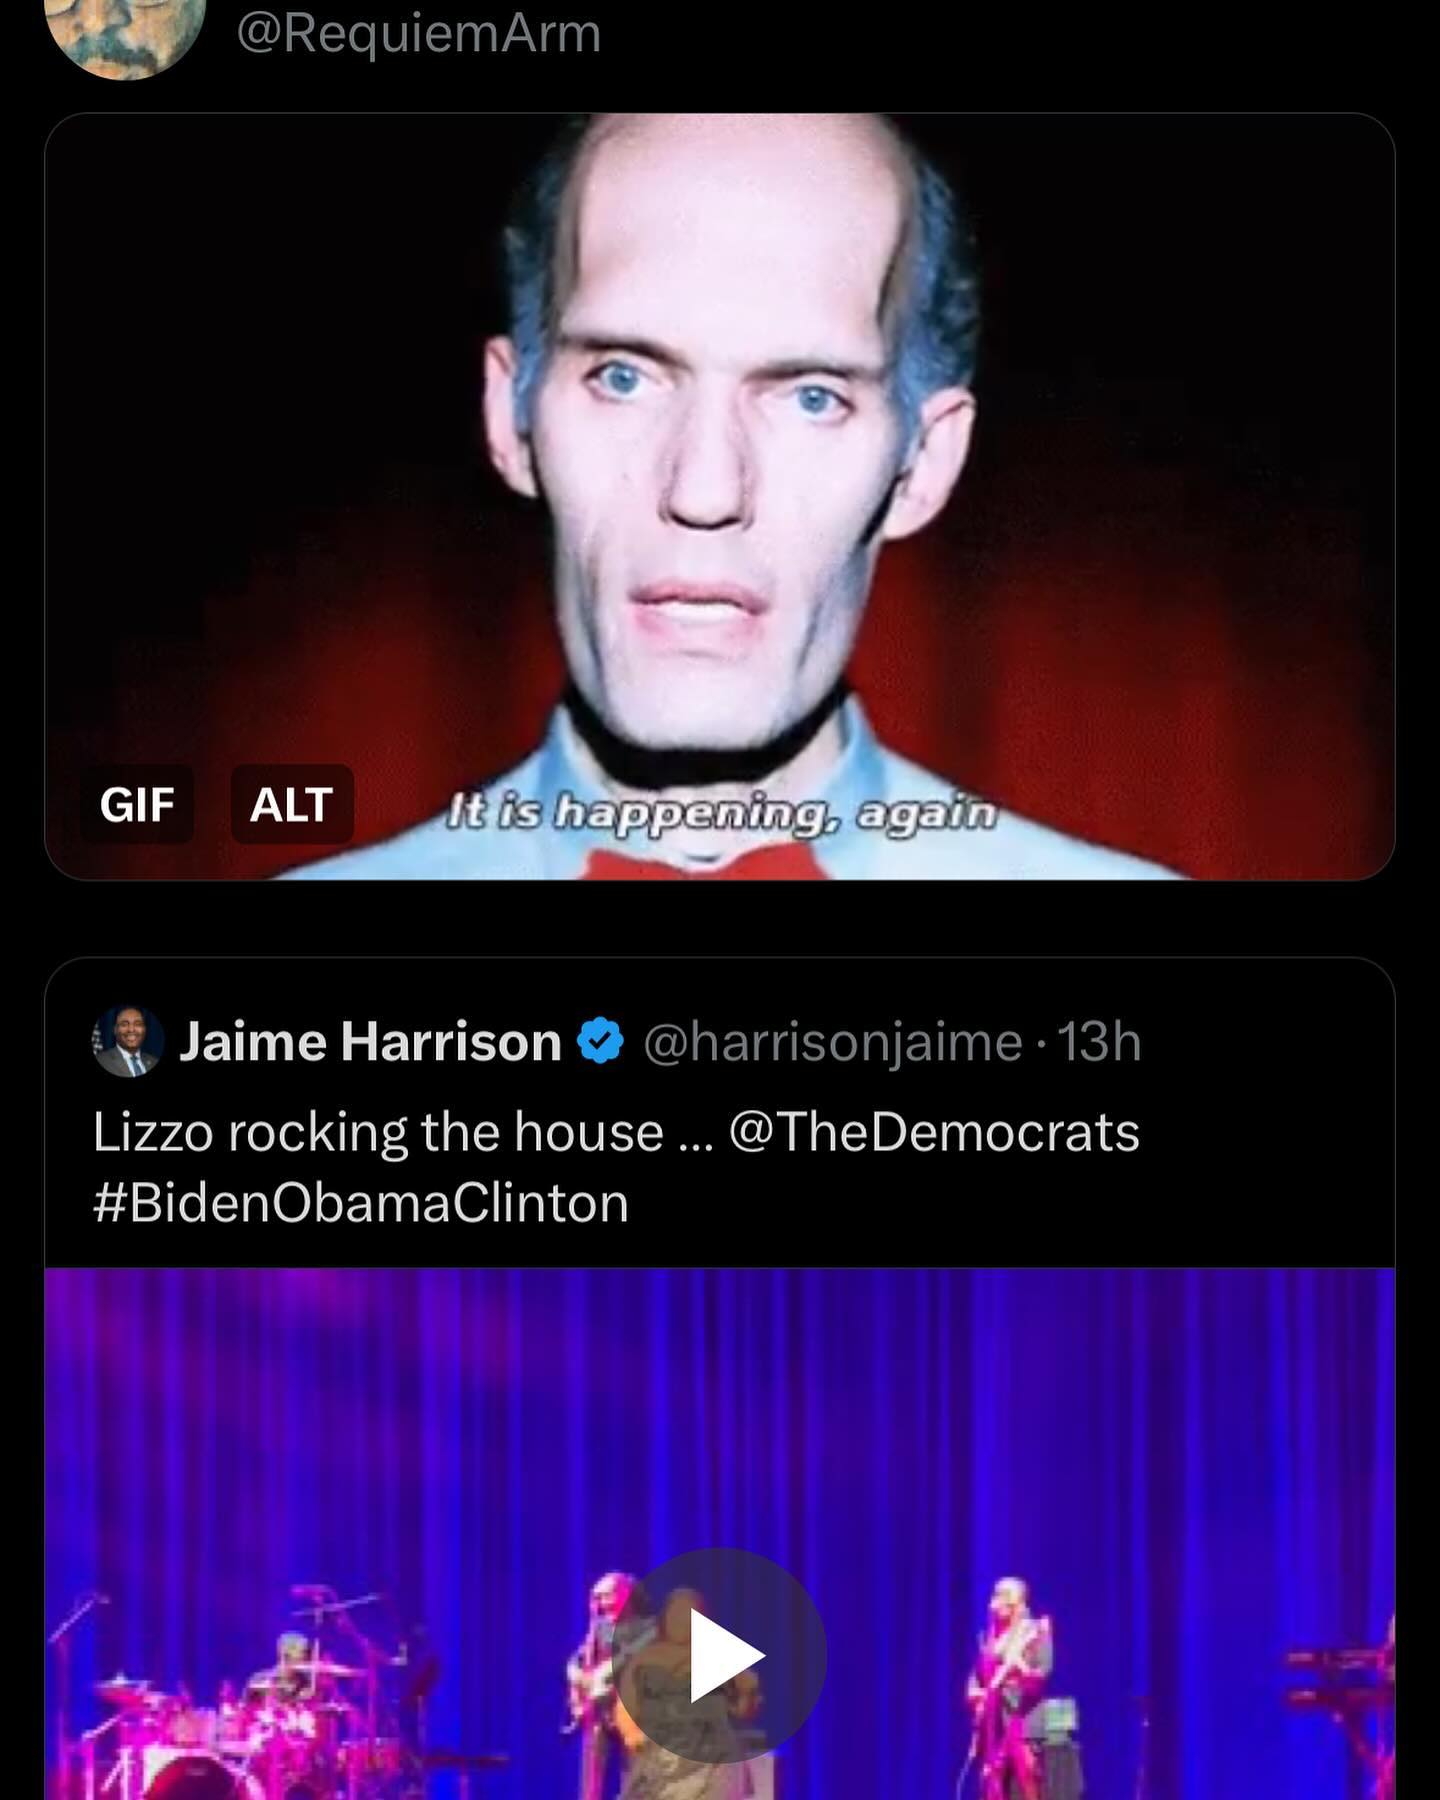 @RequiemArm
GIF ALT
It is happening, again
Jaime Harrison @harrisonjaime · 13h
Lizzo rocking the house ... @TheDemocrats
#BidenObamaClinton